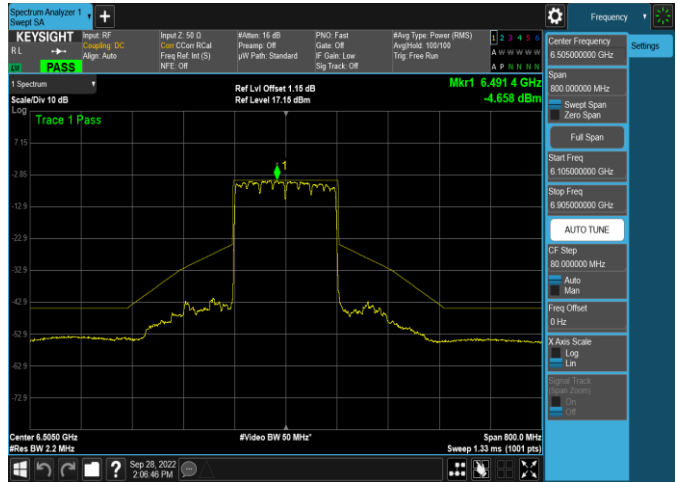 Spectrum Analyzer 1
Swept SA
Frequency
KEYSIGHT
RL
PASS
Input: RF
Coupling: DC
Align: Auto
Input Z: 50 Ω
Corr CCorr RCal
Freq Ref: Int (S)
NFE: Off
#Atten: 16 dB
Preamp: Off
µW Path: Standard
PNO: Fast
Gate: Off
IF Gain: Low
Sig Track: Off
#Avg Type: Power (RMS)
Avg|Hold: 100/100
Trig: Free Run
1 2 3 4 5 6
A W W W W W
A P N N N N
1 Spectrum
Scale/Div 10 dB
Ref Lvl Offset 1.15 dB
Ref Level 17.15 dBm
Mkr1 6.491 4 GHz
-4.658 dBm
Log
Trace 1 Pass
1
7.15
-2.85
-12.9
-22.9
-32.9
-42.9
-52.9
-62.9
-72.9
Center 6.5050 GHz
#Res BW 2.2 MHz
#Video BW 50 MHz*
Span 800.0 MHz
Sweep 1.33 ms (1001 pts)
Center Frequency
6.505000000 GHz
Settings
Span
800.000000 MHz
Swept Span
Zero Span
Full Span
Start Freq
6.105000000 GHz
Stop Freq
6.905000000 GHz
AUTO TUNE
CF Step
80.000000 MHz
Auto
Man
Freq Offset
0 Hz
X Axis Scale
Log
Lin
Signal Track
(Span Zoom)
On
Off
?
Sep 28, 2022
2:06:46 PM